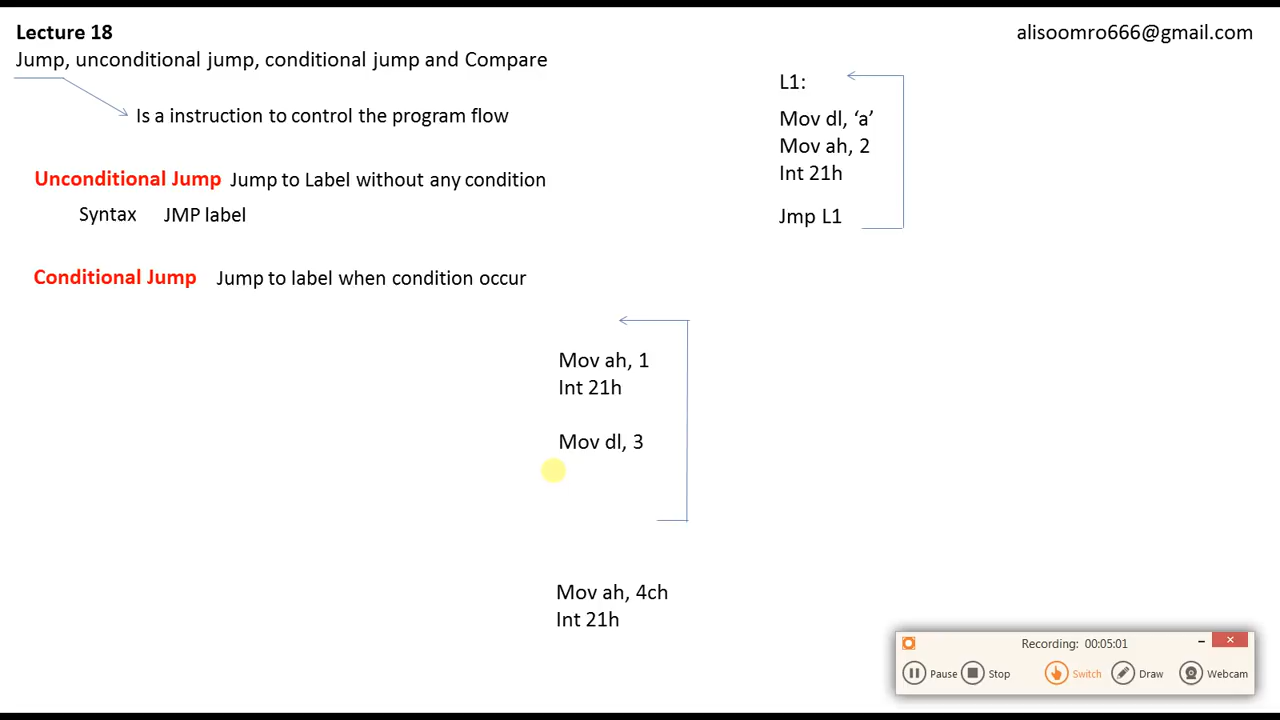 Lecture 18
alisoomro666@gmail.com
Jump, unconditional jump, conditional jump and Compare
Is a instruction to control the program flow
L1:
Mov dl, ‘a’
Mov ah, 2
Int 21h
Jmp L1
Unconditional Jump Jump to Label without any condition
Syntax JMP label
Conditional Jump Jump to label when condition occur
Mov ah, 1
Int 21h
Mov dl, 3
Mov ah, 4ch
Int 21h
Recording: 00:05:01
Pause Stop Switch Draw Webcam